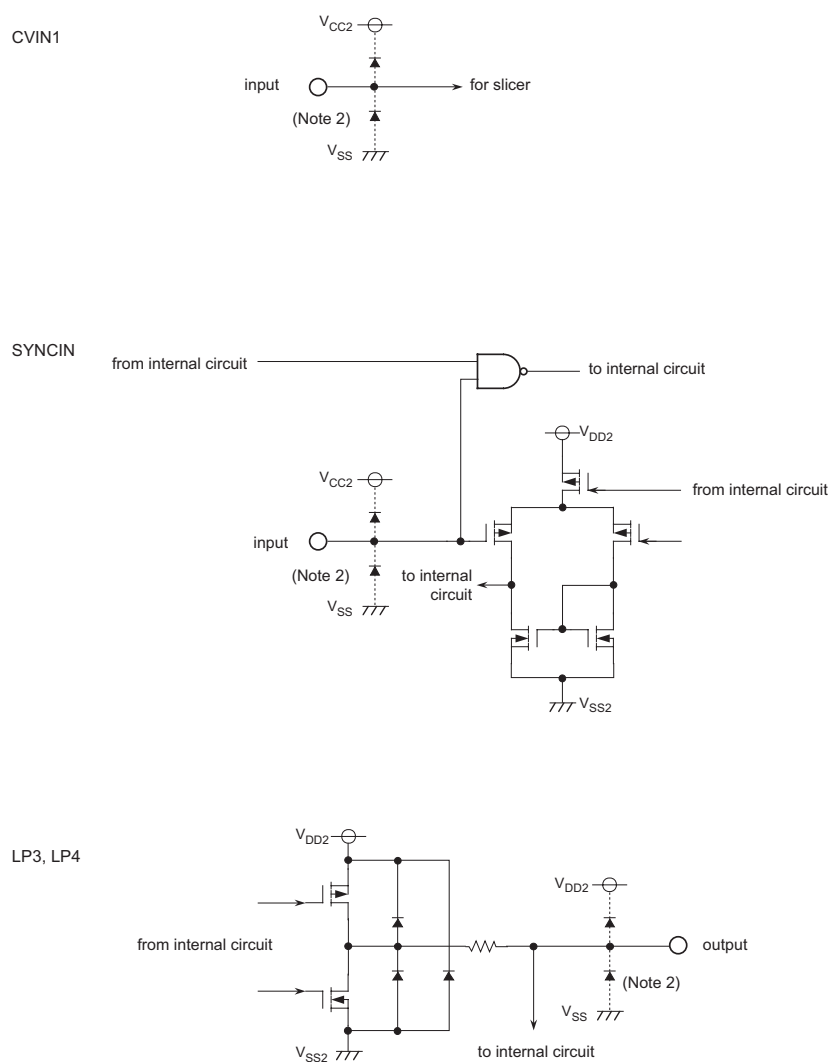 CVIN1
VCC2
input
for slicer
(Note 2)
VSS
SYNCIN
from internal circuit
to internal circuit
VDD2
VCC2
from internal circuit
input
(Note 2)
to internal
circuit
VSS
VSS2
LP3, LP4
VDD2
VDD2
from internal circuit
output
(Note 2)
VSS
VSS2
to internal circuit